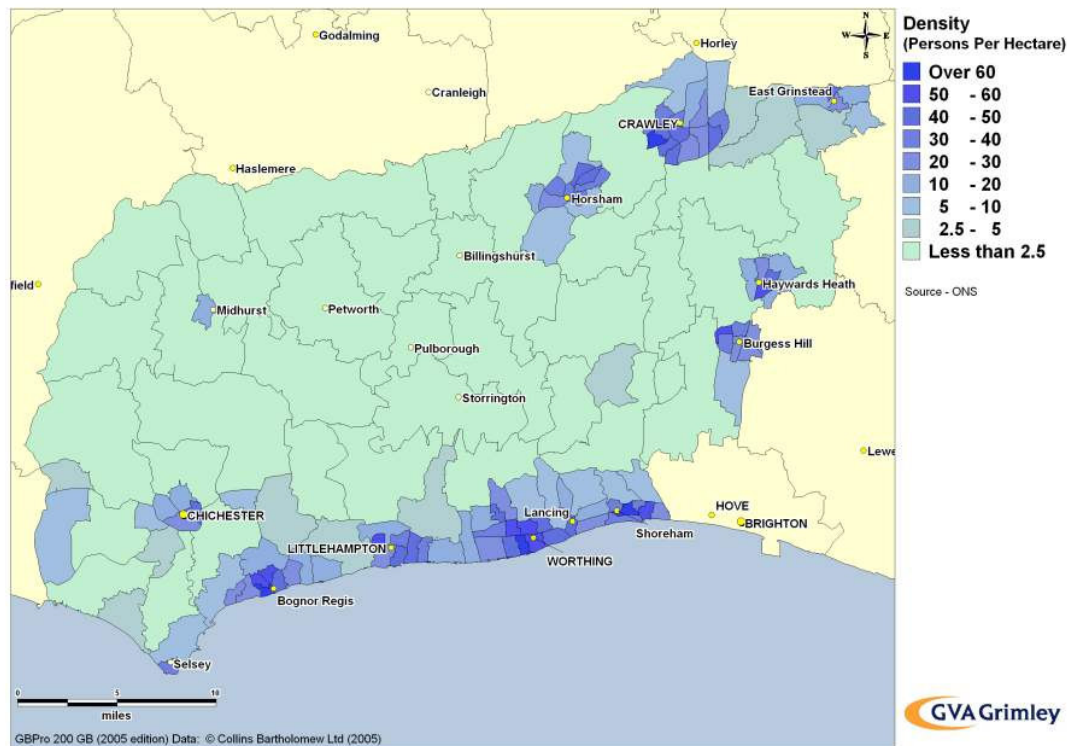 Godalming
Horley
N
W E
S
Cranleigh
East Grinstead
CRAWLEY
Haslemere
Horsham
Billingshurst
field
Haywards Heath
Midhurst
Petworth
Burgess Hill
Pulborough
Storrington
Lewe
CHICHESTER
HOVE
Lancing
BRIGHTON
Shoreham
LITTLEHAMPTON
WORTHING
Bognor Regis
Selsey
0 5 10
miles
GBPro 200 GB (2005 edition) Data: © Collins Bartholomew Ltd (2005)
Density
(Persons Per Hectare)
Over 60
50 - 60
40 - 50
30 - 40
20 - 30
10 - 20
5 - 10
2.5 - 5
Less than 2.5
Source - ONS
GVA Grimley